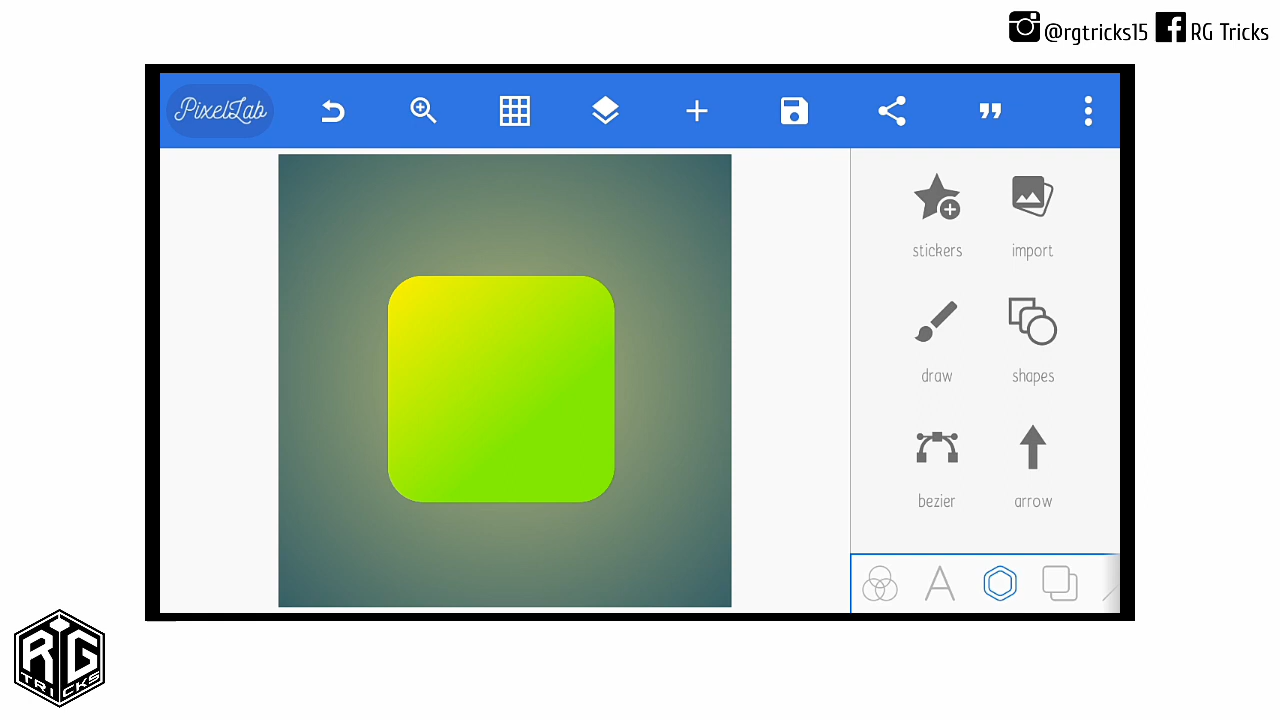 @rgtricks15 RG Tricks
PixelLab
stickers import
draw shapes
bezier arrow
RG
TRICKS